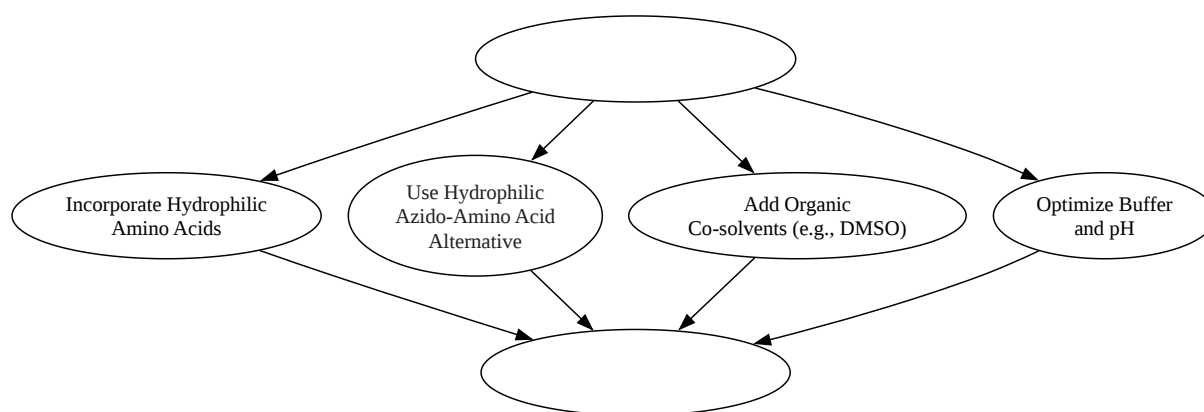 Incorporate Hydrophilic
Amino Acids
Use Hydrophilic
Azido-Amino Acid
Alternative
Add Organic
Co-solvents (e.g., DMSO)
Optimize Buffer
and pH